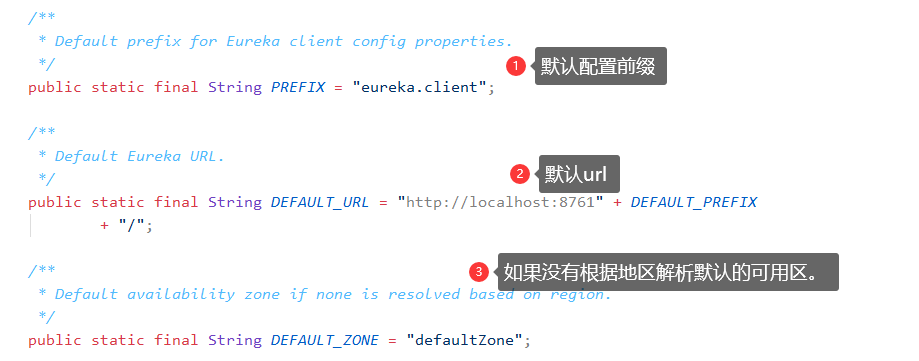 /**
* Default prefix for Eureka client config properties.
*/
1 默认配置前缀
public static final String PREFIX = "eureka.client";
/**
* Default Eureka URL.
*/
2 默认url
public static final String DEFAULT_URL = "http://localhost:8761" + DEFAULT_PREFIX
+ "/";
/**
3 如果没有根据地区解析默认的可用区。
* Default availability zone if none is resolved based on region.
*/
public static final String DEFAULT_ZONE = "defaultZone";